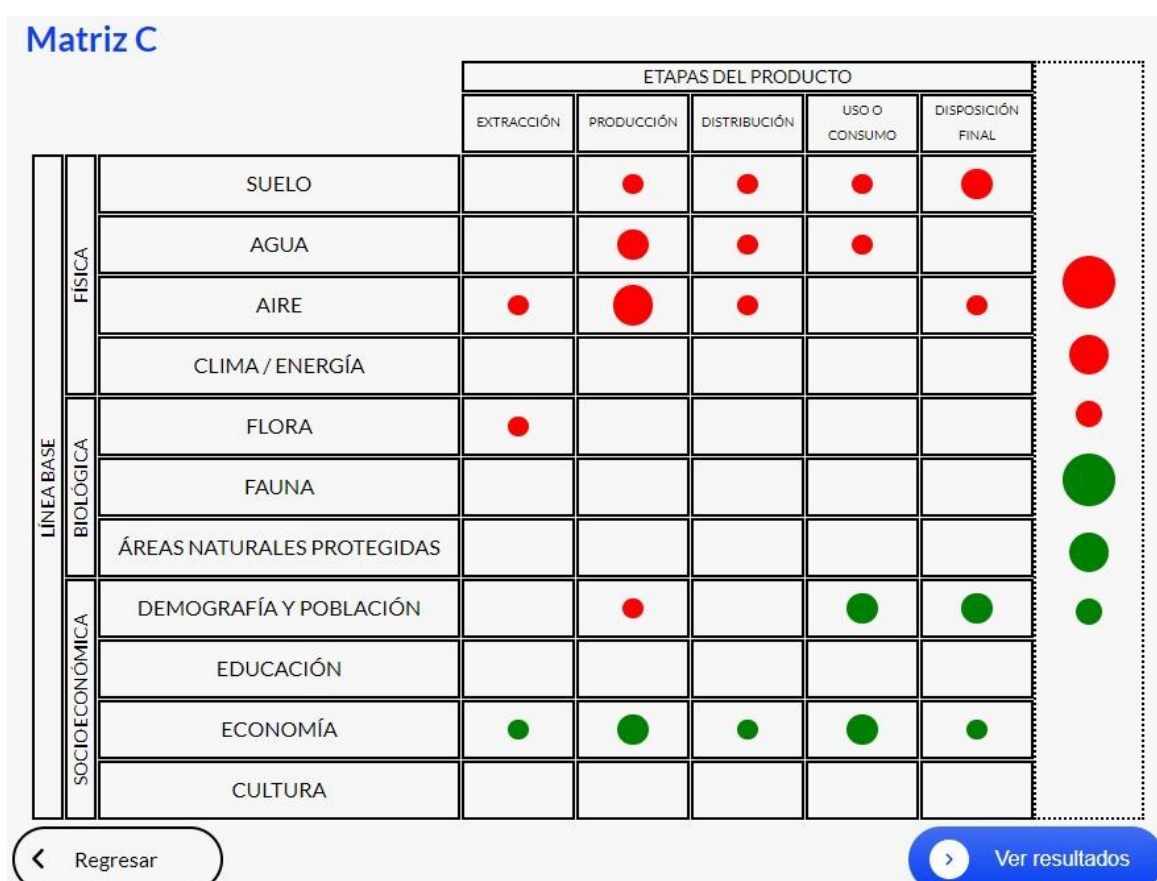 Matriz C
ETAPAS DEL PRODUCTO
EXTRACCIÓN
PRODUCCIÓN
DISTRIBUCIÓN
USO O
CONSUMO
DISPOSICIÓN
FINAL
LÍNEA BASE
FÍSICA
SUELO
AGUA
AIRE
CLIMA / ENERGÍA
BIOLÓGICA
FLORA
FAUNA
ÁREAS NATURALES PROTEGIDAS
SOCIOECONÓMICA
DEMOGRAFÍA Y POBLACIÓN
EDUCACIÓN
ECONOMÍA
CULTURA
Regresar
Ver resultados